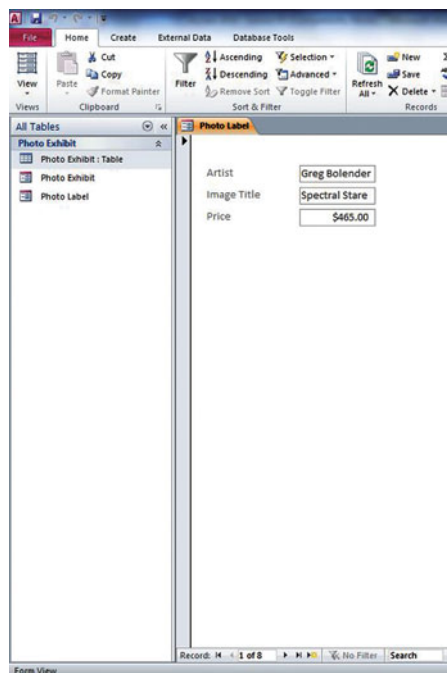 A
File Home Create External Data Database Tools
View
Paste
Cut
Copy
Format Painter
Filter
Ascending
Descending
Remove Sort
Selection
Advanced
Toggle Filter
Refresh All
New
Save
Delete
Views Clipboard Sort & Filter Records
All Tables
Photo Exhibit
Photo Exhibit : Table
Photo Exhibit
Photo Label
Photo Label
Artist Greg Bolender
Image Title Spectral Stare
Price $465.00
Record: 1 of 8 No Filter Search
Form View